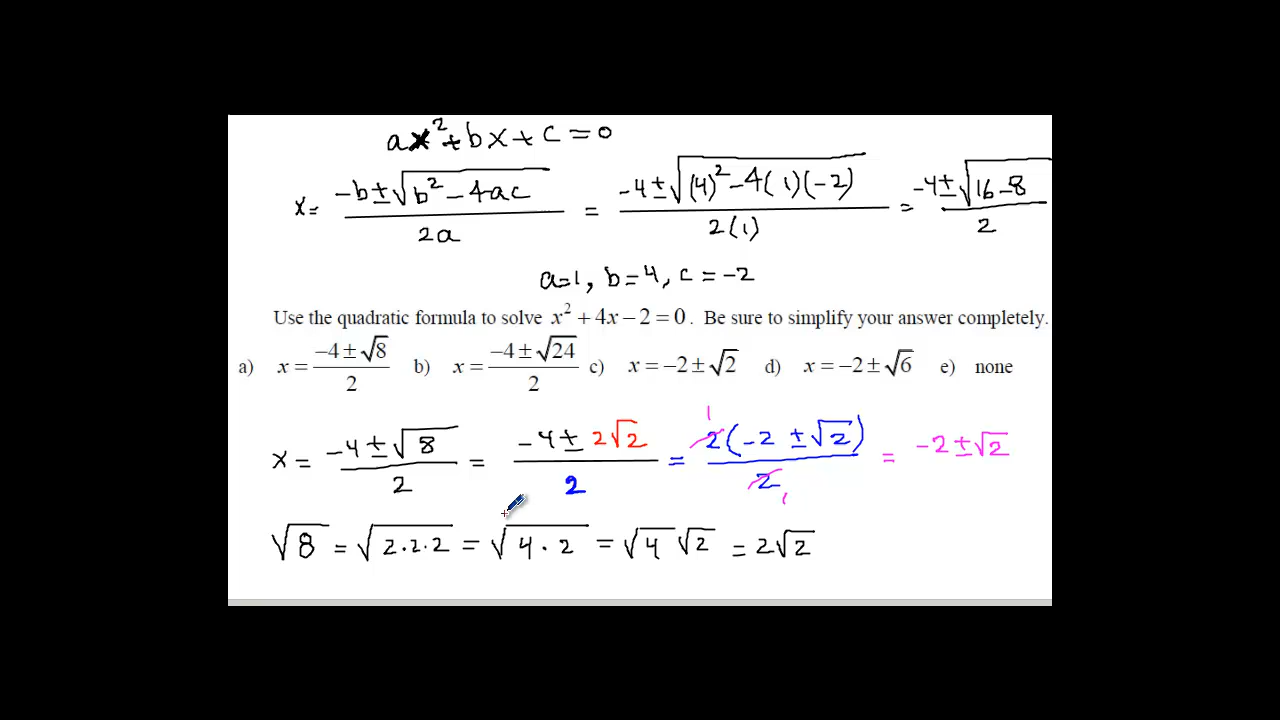 ax²+bx+c=0
x= (-b±√(b²-4ac))/(2a) = (-4±√((4)²-4(1)(-2)))/(2(1)) = (-4±√(16-8))/2
a=1, b=4, c=-2
Use the quadratic formula to solve x²+4x−2=0. Be sure to simplify your answer completely.
a) x=(−4±√8)/2 b) x=(−4±√24)/2 c) x=−2±√2 d) x=−2±√6 e) none
x= (-4±√8)/2 = (-4±2√2)/2 = 2(-2±√2)/2 = -2±√2
1
1
√8 = √(2·2·2) = √(4·2) = √4 √2 = 2√2